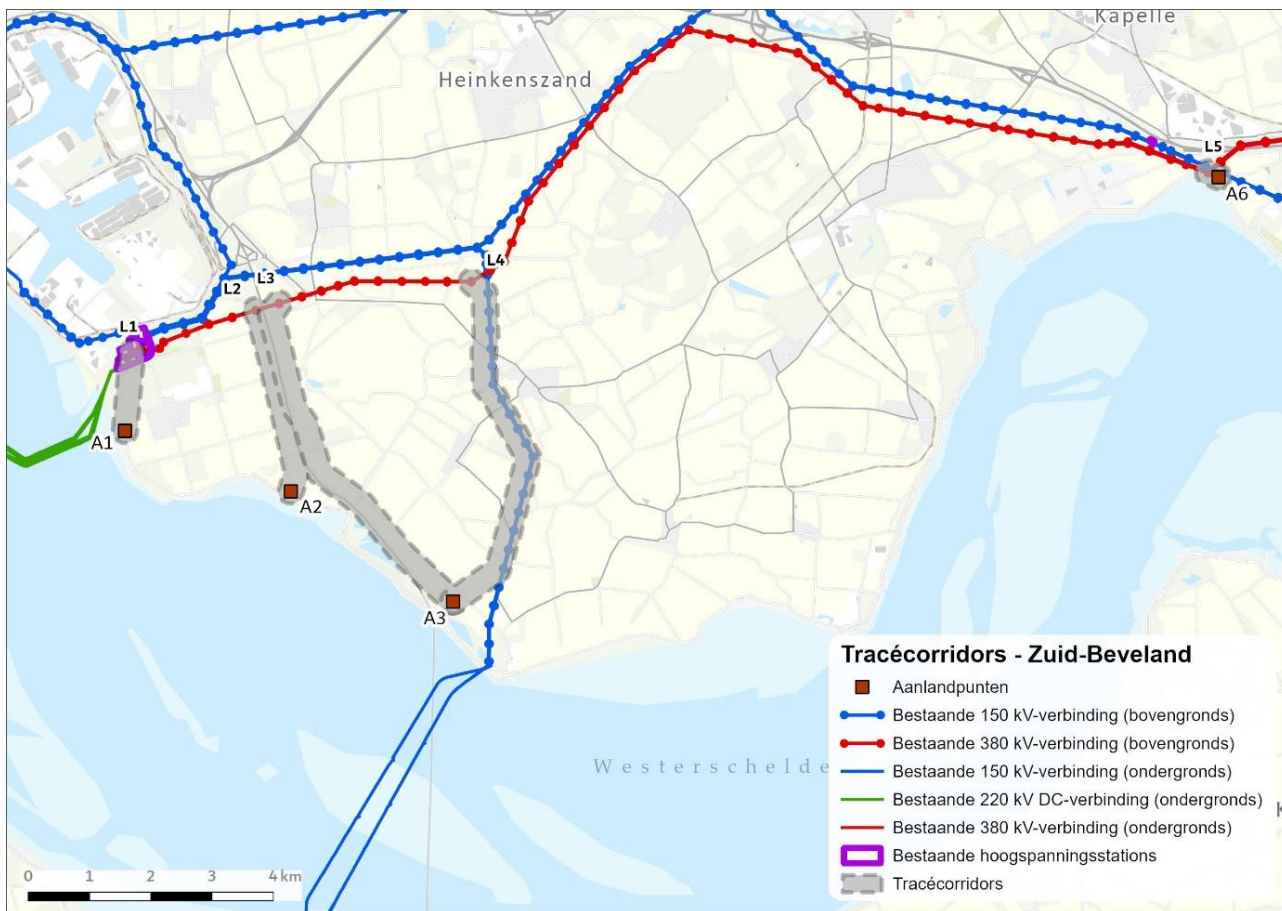 Kapelle
Heinkenszand
L5
A6
L4
L3
L2
L1
A1
A2
A3
Westerschelde
Tracécorridors - Zuid-Beveland
Aanlandpunten
Bestaande 150 kV-verbinding (bovengronds)
Bestaande 380 kV-verbinding (bovengronds)
Bestaande 150 kV-verbinding (ondergronds)
Bestaande 220 kV DC-verbinding (ondergronds)
Bestaande 380 kV-verbinding (ondergronds)
Bestaande hoogspanningsstations
Tracécorridors
0 1 2 3 4 km